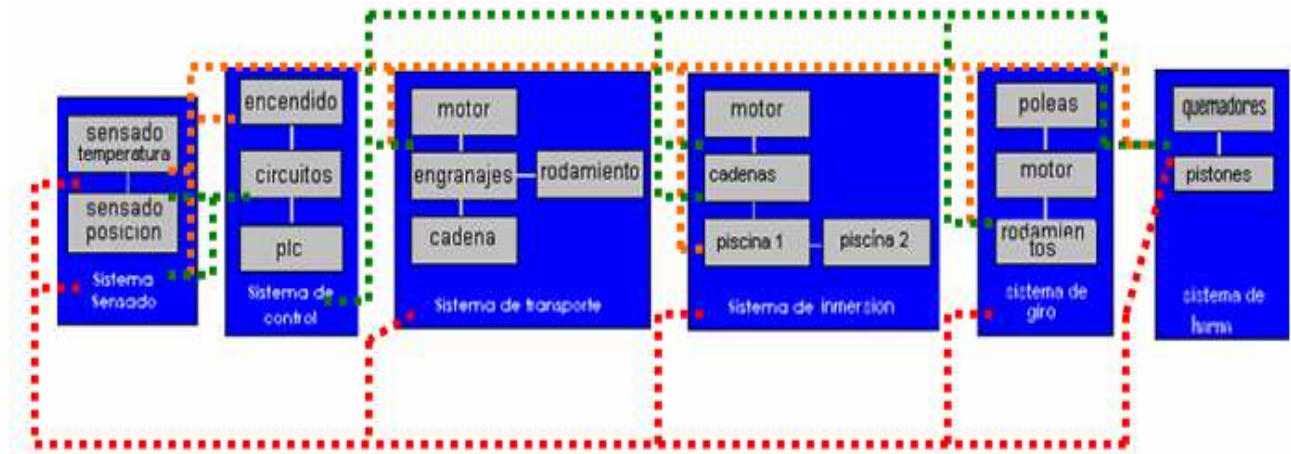 sensado
temperatura
sensado
posicion
Sistema
Sensado
encendido
circuitos
plc
Sistema de
control
motor
engranajes
rodamiento
cadena
Sistema de transporte
motor
cadenas
piscina 1
piscina 2
Sistema de inmersion
poleas
motor
rodamien
tos
sistema de
giro
quemadores
pistones
sistema de
horno